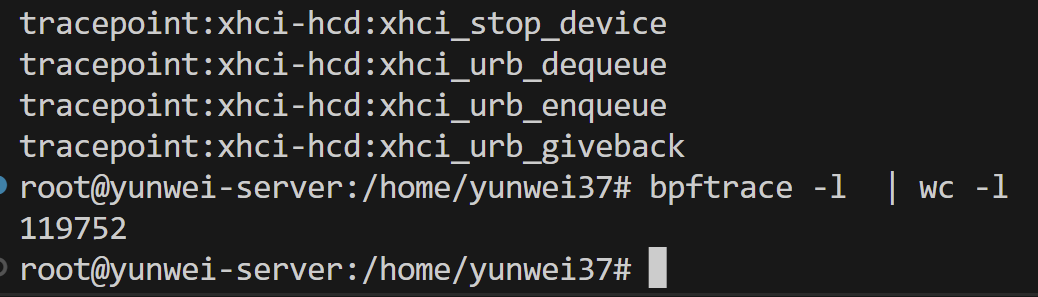 tracepoint:xhci-hcd:xhci_stop_device
tracepoint:xhci-hcd:xhci_urb_dequeue
tracepoint:xhci-hcd:xhci_urb_enqueue
tracepoint:xhci-hcd:xhci_urb_giveback
root@yunwei-server:/home/yunwei37# bpftrace -l  | wc -l
119752
root@yunwei-server:/home/yunwei37#